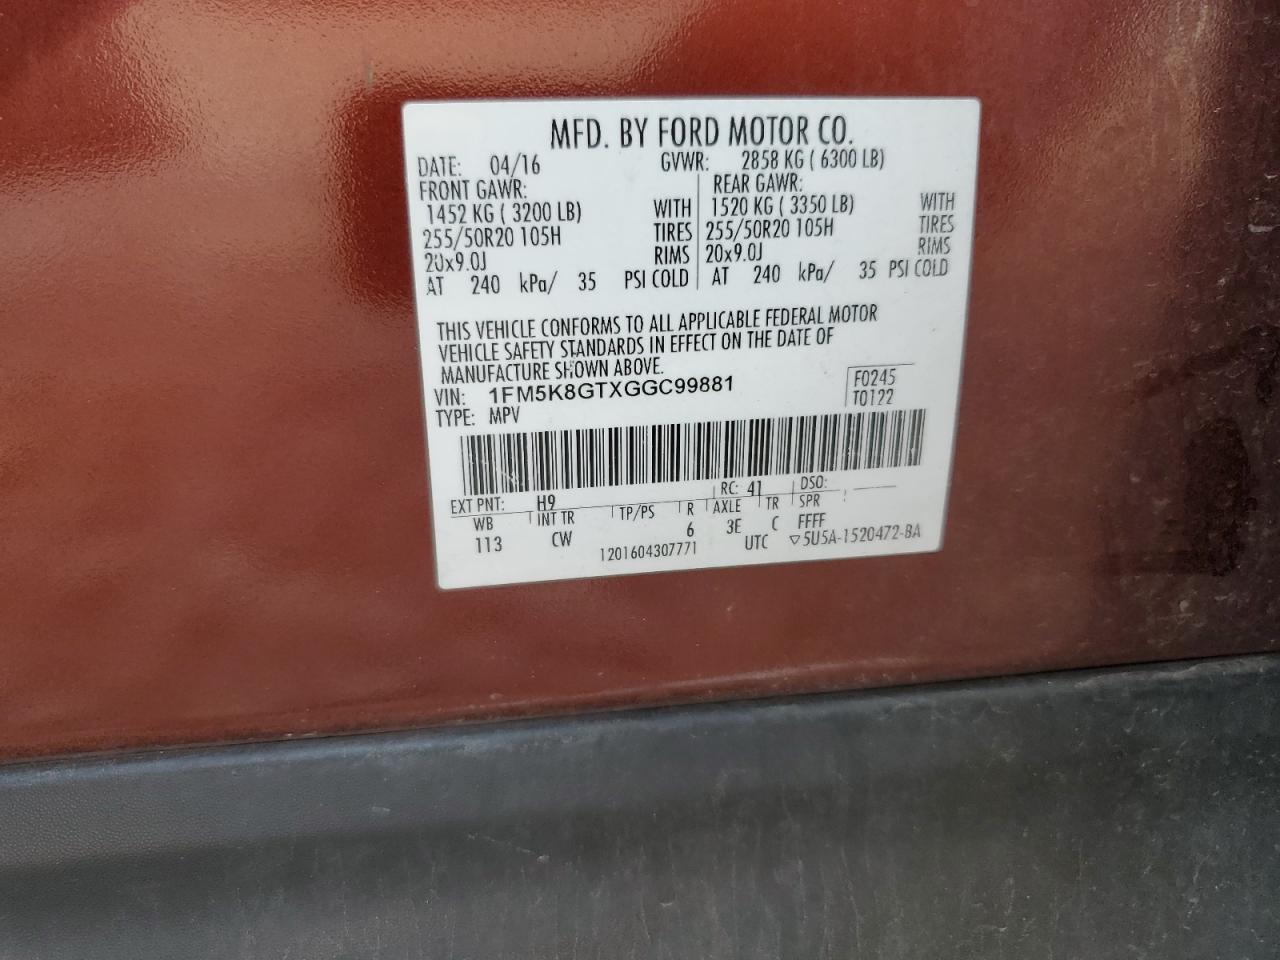 MFD. BY FORD MOTOR CO.
DATE: 04/16 GVWR: 2858 KG ( 6300 LB)
FRONT GAWR: REAR GAWR:
1452 KG ( 3200 LB) WITH 1520 KG ( 3350 LB) WITH
255/50R20 105H TIRES 255/50R20 105H TIRES
20x9.0J RIMS 20x9.0J RIMS
AT 240 kPa/ 35 PSI COLD AT 240 kPa/ 35 PSI COLD
THIS VEHICLE CONFORMS TO ALL APPLICABLE FEDERAL MOTOR
VEHICLE SAFETY STANDARDS IN EFFECT ON THE DATE OF
MANUFACTURE SHOWN ABOVE.
VIN: 1FM5K8GTXGGC99881 F0245
TYPE: MPV T0122
EXT PNT: H9 RC: 41 DSO:
WB INT TR TP/PS R AXLE TR SPR
113 CW 6 3E C FFFF
1201604307771 UTC ▽5U5A-1520472-BA